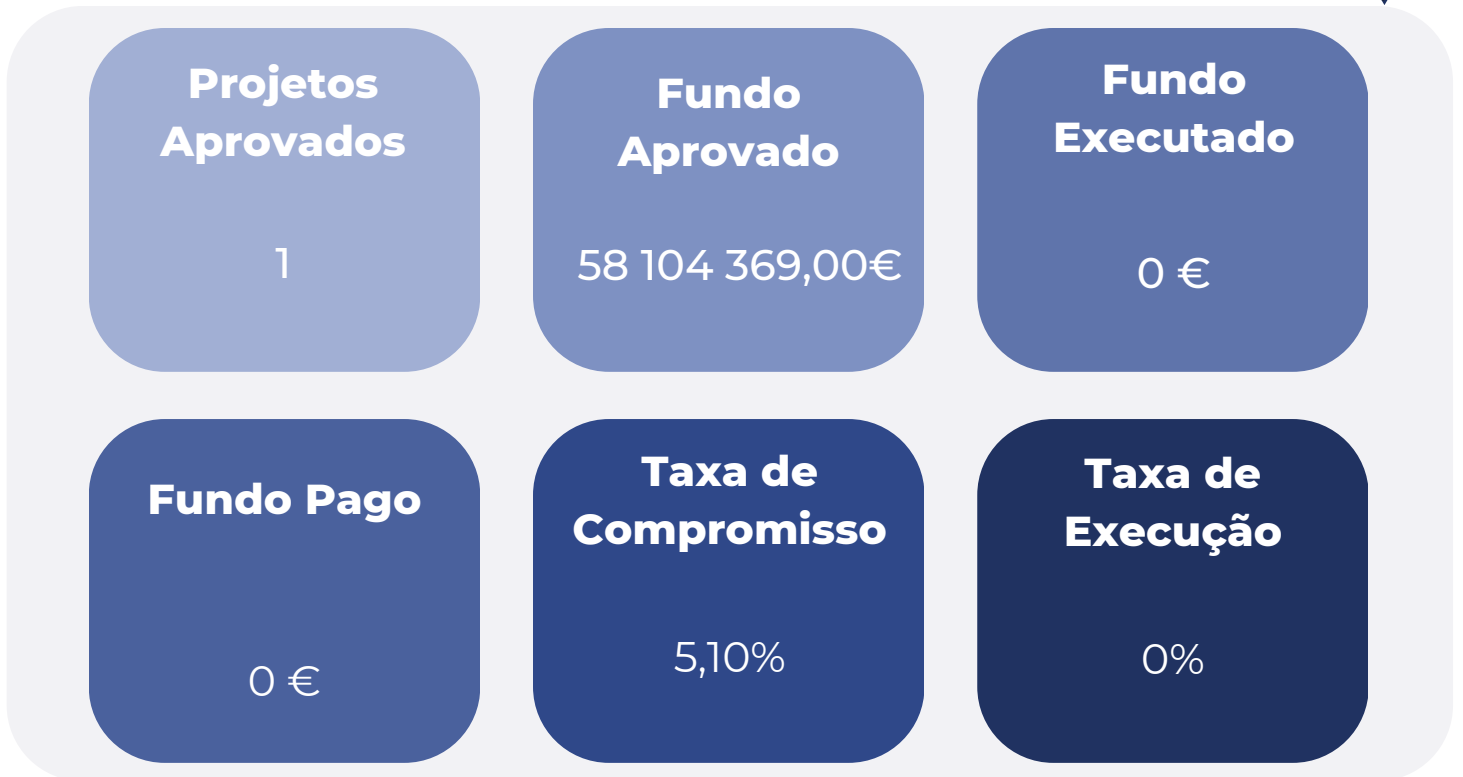 Projetos
Aprovados
1
Fundo
Aprovado
58 104 369,00€
Fundo
Executado
0 €
Fundo Pago
0 €
Taxa de
Compromisso
5,10%
Taxa de
Execução
0%